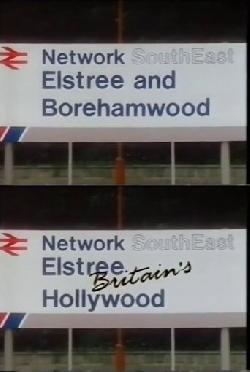 Network SouthEast
Elstree and
Borehamwood
Network SouthEast
Elstree
Britain's
Hollywood